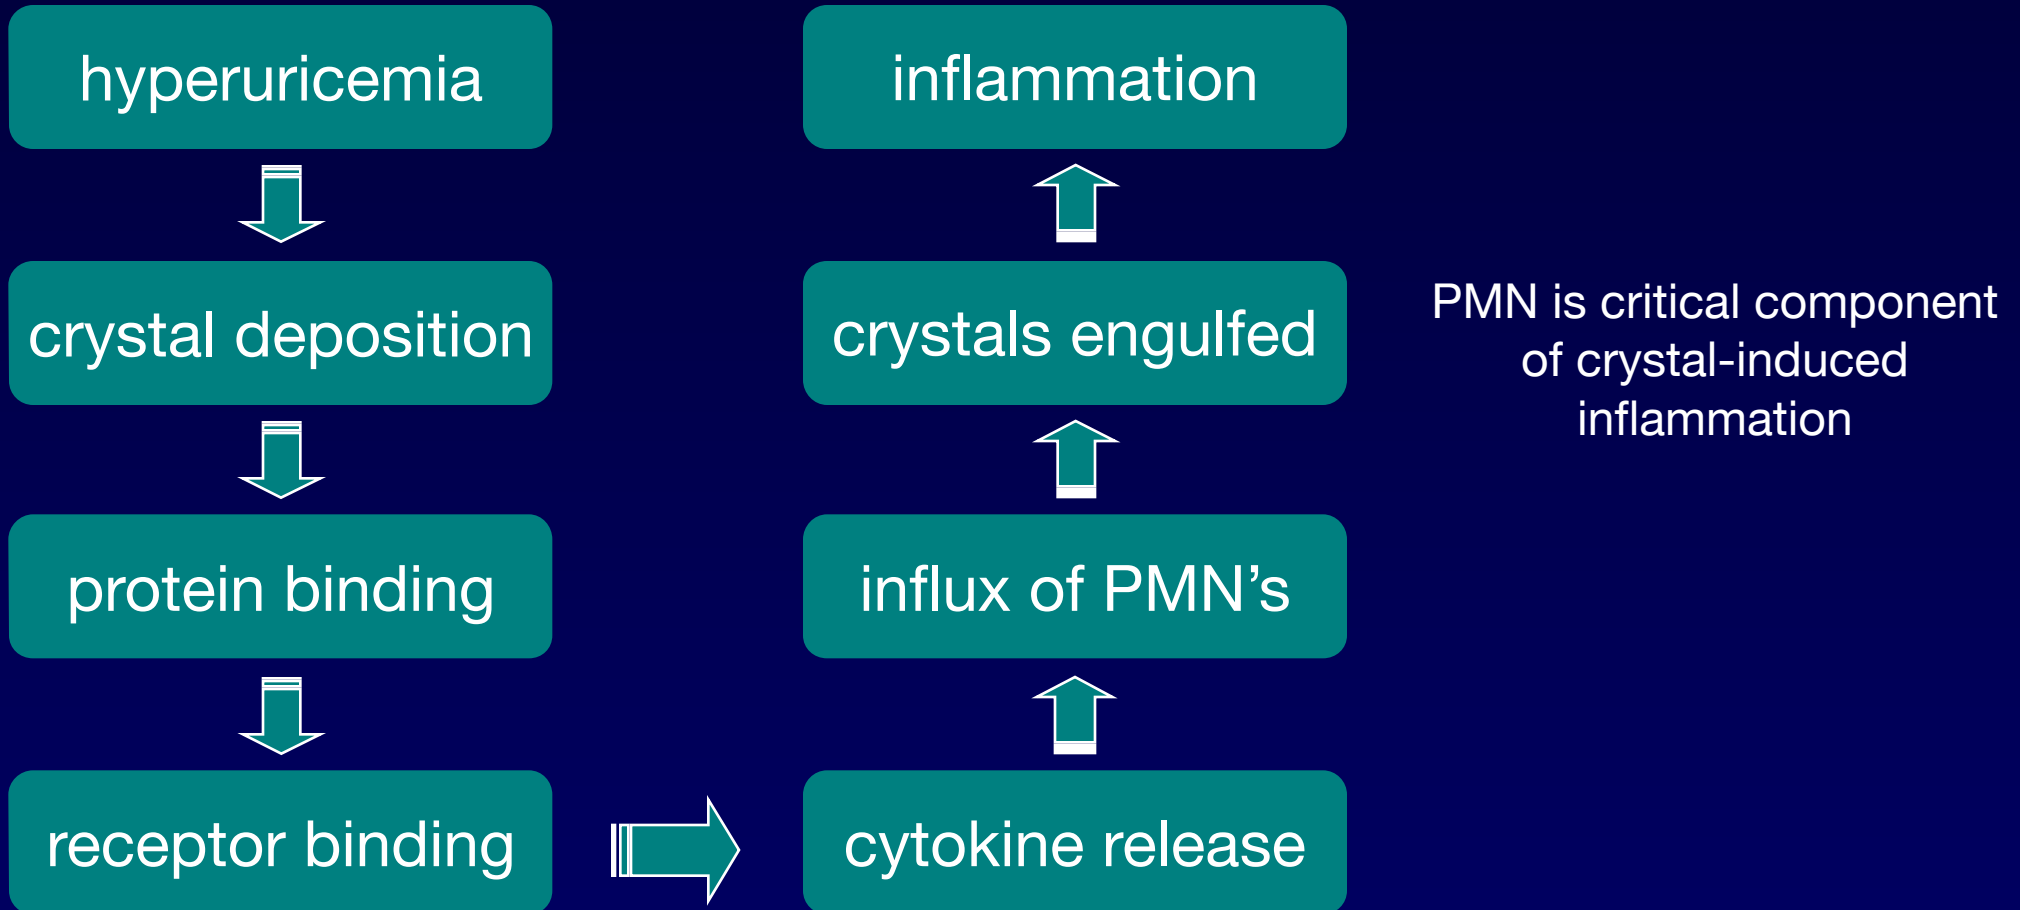 hyperuricemia
crystal deposition
protein binding
receptor binding
cytokine release
influx of PMN’s
crystals engulfed
inflammation
PMN is critical component
of crystal-induced
inflammation